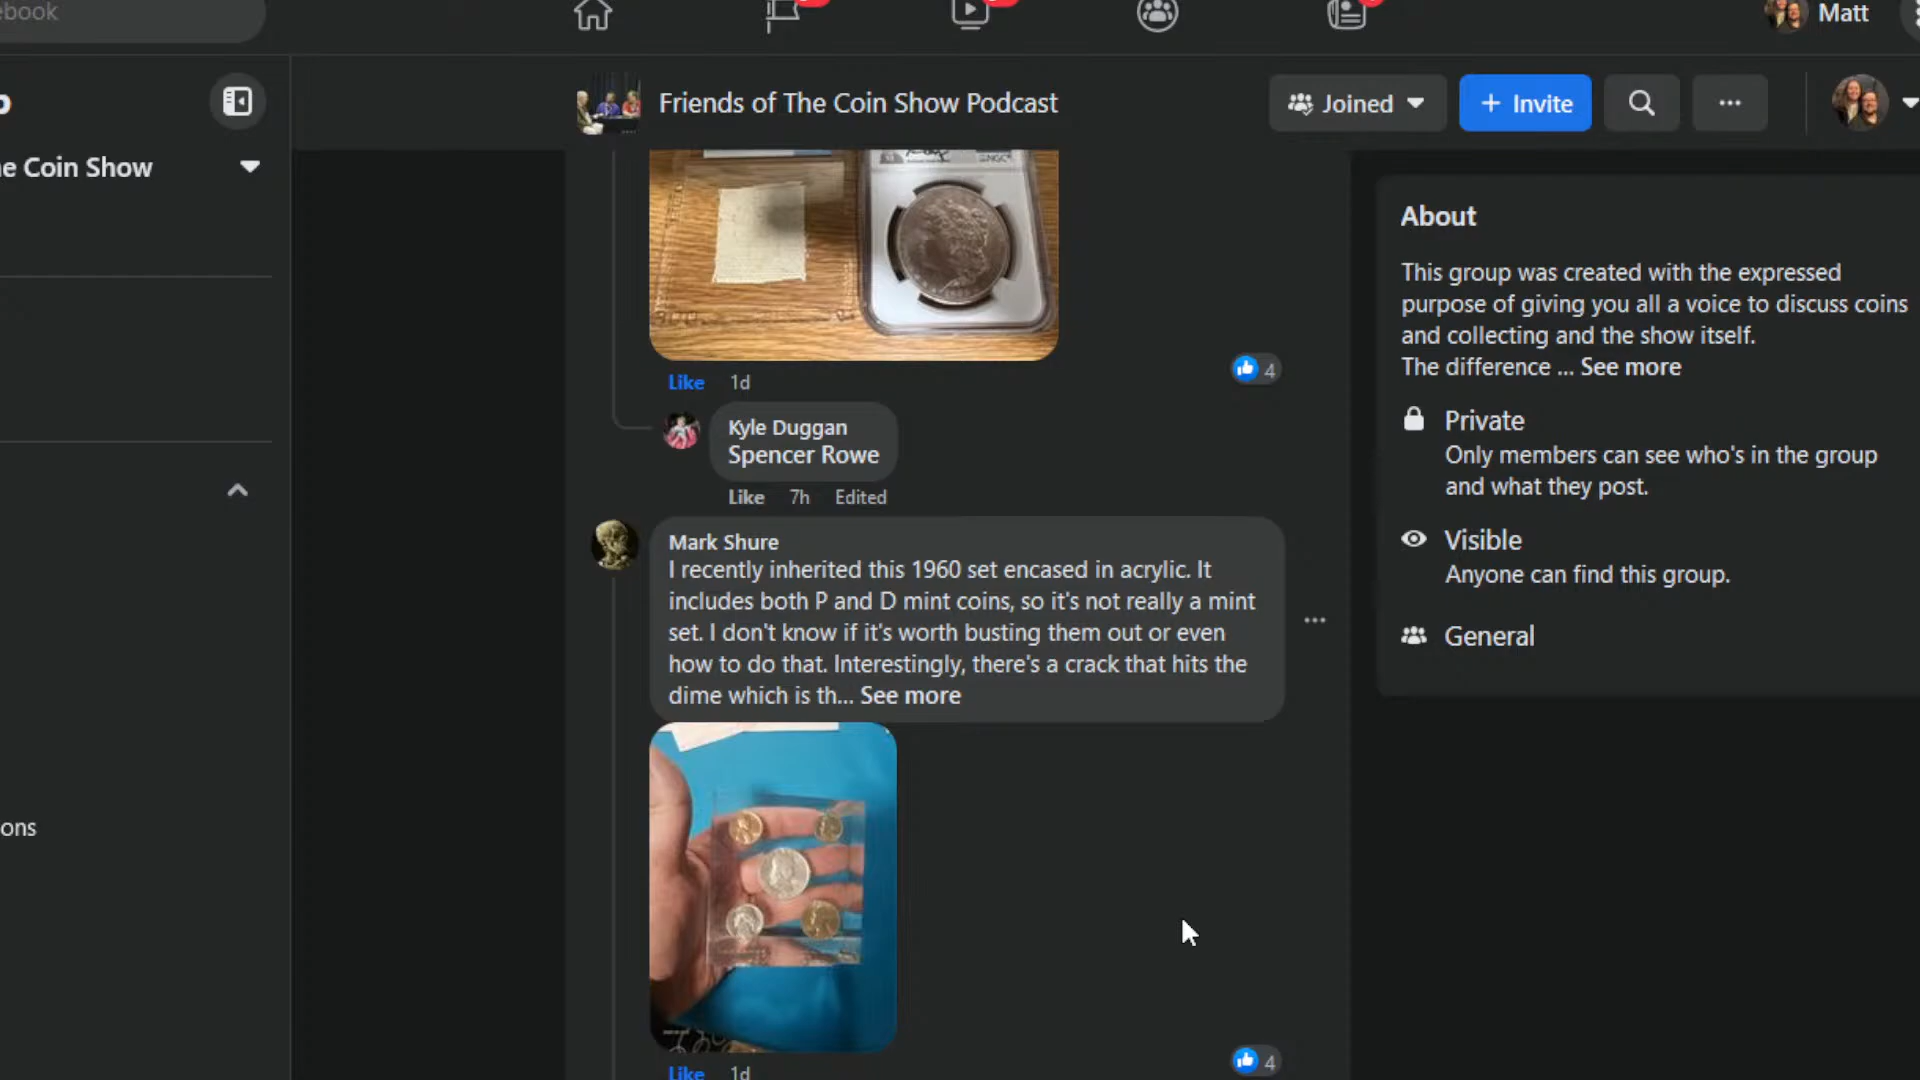 ebook
Matt
Friends of The Coin Show Podcast
Joined
+ Invite
e Coin Show
NGC
Like 1d
4
Kyle Duggan
Spencer Rowe
Like 7h Edited
Mark Shure
I recently inherited this 1960 set encased in acrylic. It
includes both P and D mint coins, so it's not really a mint
set. I don't know if it's worth busting them out or even
how to do that. Interestingly, there's a crack that hits the
dime which is th... See more
Like 1d
4
ons
About
This group was created with the expressed
purpose of giving you all a voice to discuss coins
and collecting and the show itself.
The difference ... See more
Private
Only members can see who's in the group
and what they post.
Visible
Anyone can find this group.
General